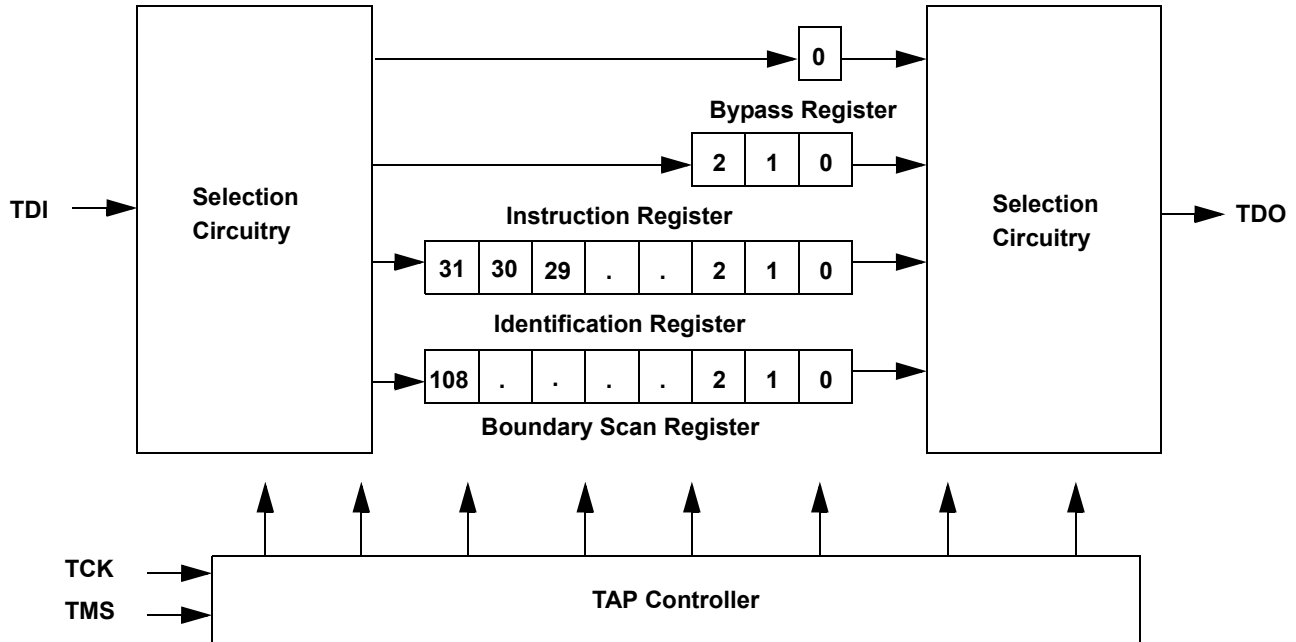 0
Bypass Register
2 1 0
TDI
Selection
Circuitry
Instruction Register
31 30 29 . . 2 1 0
Identification Register
108 . . . . 2 1 0
Boundary Scan Register
Selection
Circuitry
TDO
TCK
TMS
TAP Controller